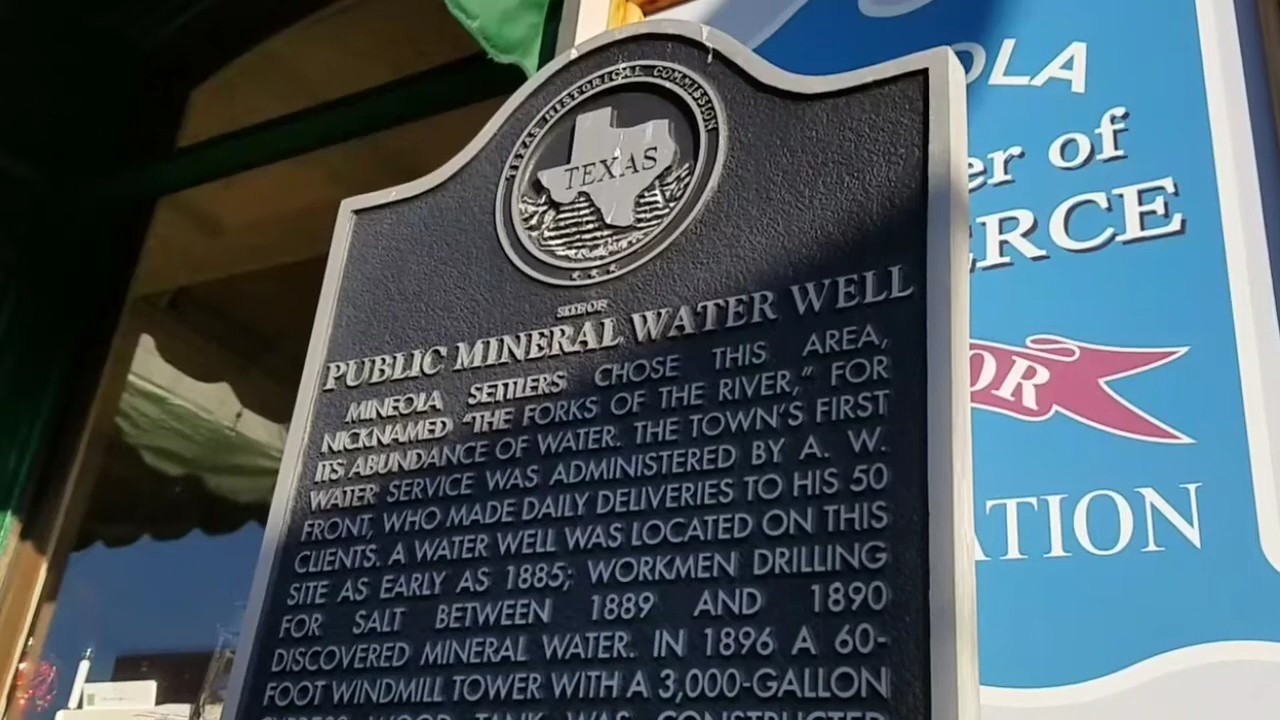 TEXAS HISTORICAL COMMISSION
TEXAS
SITE OF
PUBLIC MINERAL WATER WELL
MINEOLA SETTLERS CHOSE THIS AREA,
NICKNAMED “THE FORKS OF THE RIVER,” FOR
ITS ABUNDANCE OF WATER. THE TOWN’S FIRST
WATER SERVICE WAS ADMINISTERED BY A. W.
FRONT, WHO MADE DAILY DELIVERIES TO HIS 50
CLIENTS. A WATER WELL WAS LOCATED ON THIS
SITE AS EARLY AS 1885; WORKMEN DRILLING
FOR SALT BETWEEN 1889 AND 1890
DISCOVERED MINERAL WATER. IN 1896 A 60-
FOOT WINDMILL TOWER WITH A 3,000-GALLON
WOOD TANK WAS CONSTRUCTED
OLA
er of
ERCE
OR
ATION